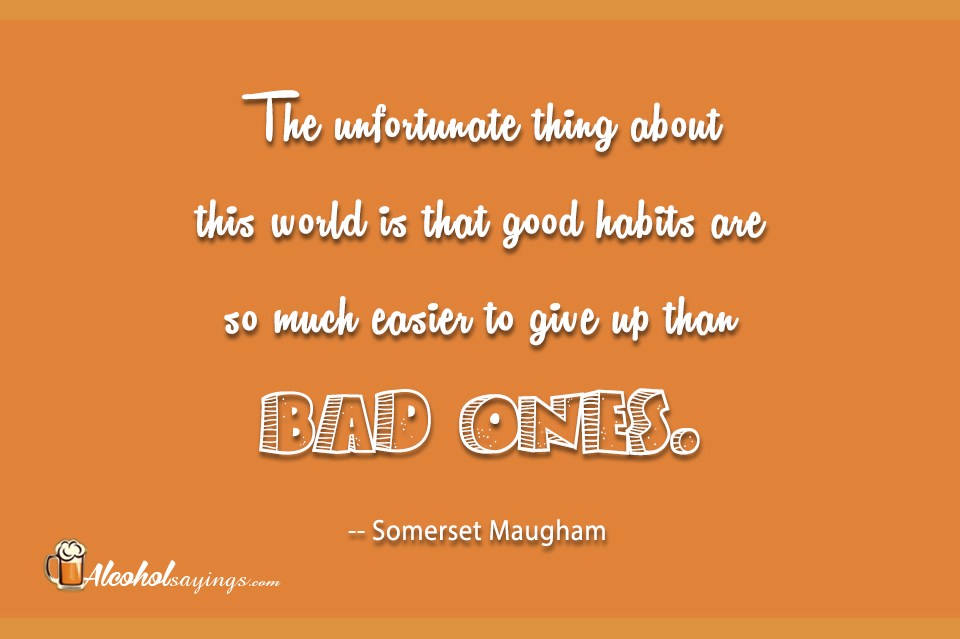 The unfortunate thing about
this world is that good habits are
so much easier to give up than
BAD ONES.
-- Somerset Maugham
Alcoholsayings.com